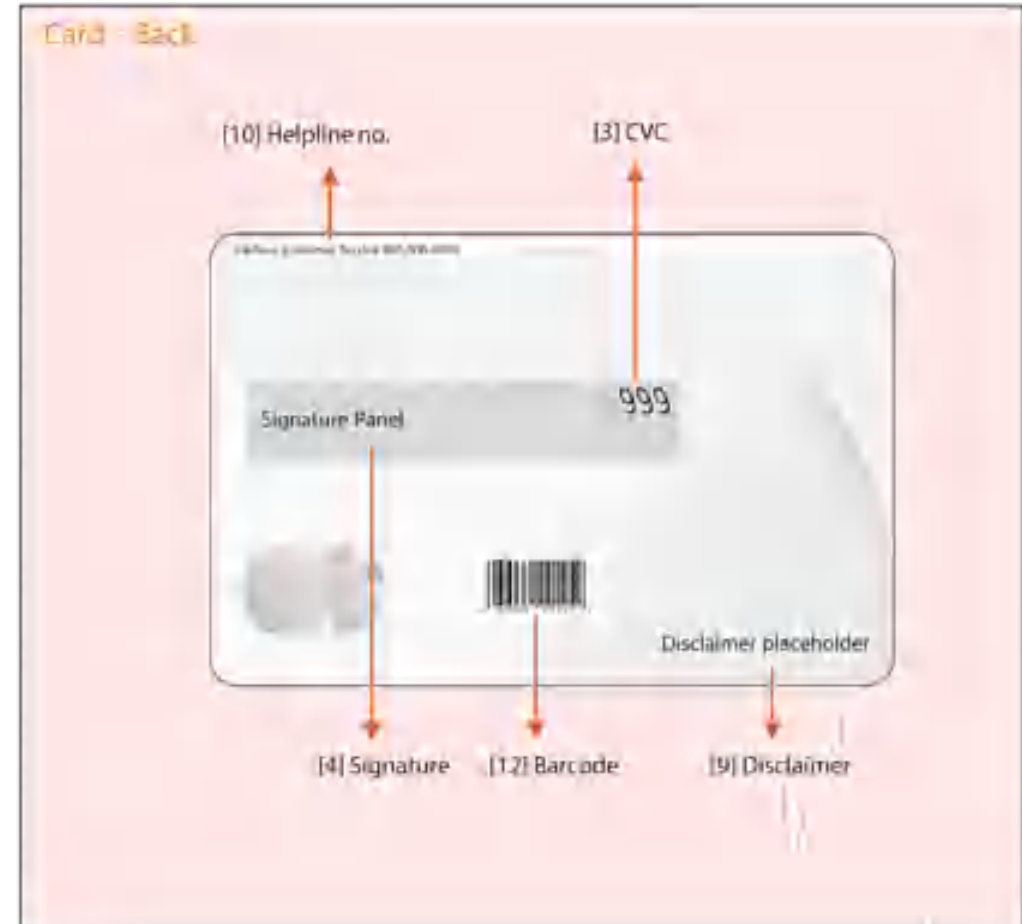 Card - Back
[10] Helpline no.
[3] CVC
999
Signature Panel
Disclaimer placeholder
[4] Signature
[12] Barcode
[9] Disclaimer